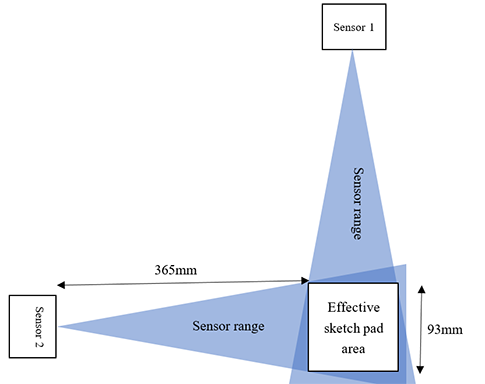 Sensor 1
Sensor range
365mm
Sensor 2
Sensor range
Effective
sketch pad
area
93mm